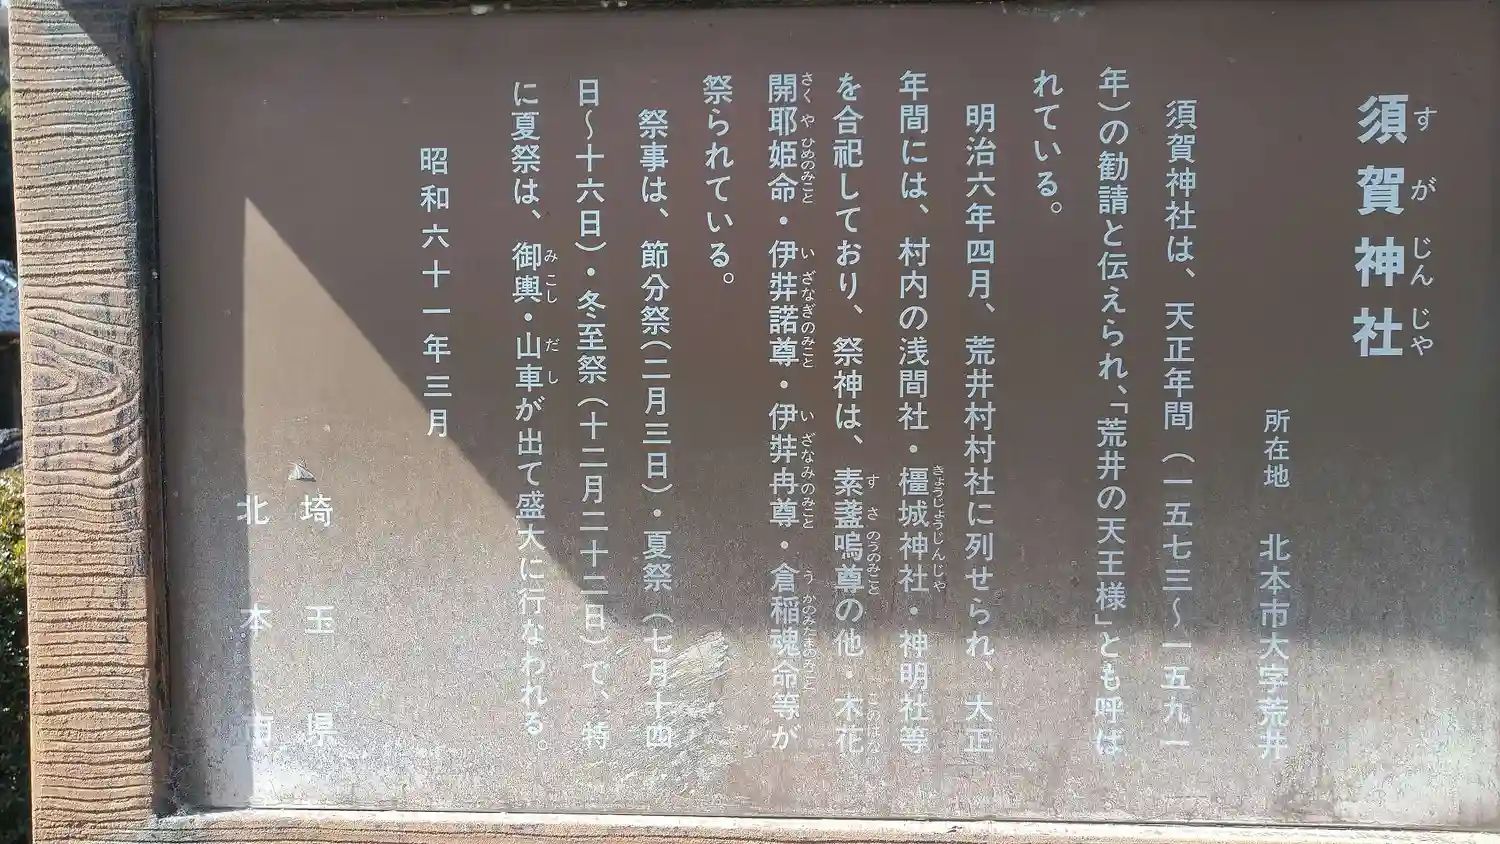 須賀神社
所在地 北本市大字荒井
須賀神社は、天正年間(一五七三~一五九一
年)の勧請と伝えられ、「荒井の天王様」とも呼ば
れている。
明治六年四月、荒井村村社に列せられ、大正
年間には、村内の浅間社・橿城神社・神明社等
を合祀しており、祭神は、素盞嗚尊の他・木花
開耶姫命・伊弉諾尊・伊弉冉尊・倉稲魂命等が
祭られている。
祭事は、節分祭(二月三日)・夏祭(七月十四
日~十六日)・冬至祭(十二月二十二日)で、特
に夏祭は、御輿・山車が出て盛大に行なわれる。
昭和六十一年三月
埼玉県
北本市